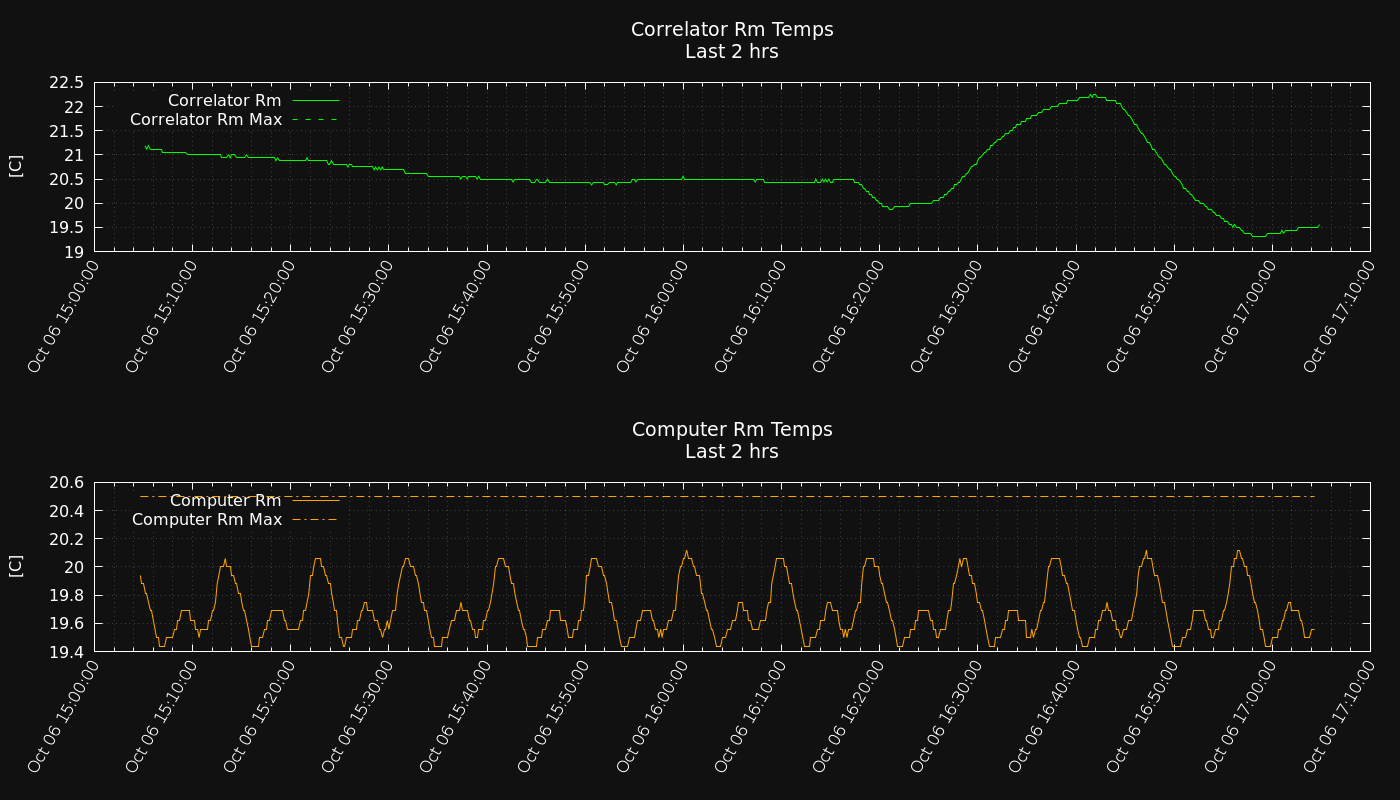 Correlator Rm Temps
Last 2 hrs
22.5
22
21.5
21
20.5
20
19.5
19
[C]
Correlator Rm
Correlator Rm Max
Oct 06 15:00:00
Oct 06 15:10:00
Oct 06 15:20:00
Oct 06 15:30:00
Oct 06 15:40:00
Oct 06 15:50:00
Oct 06 16:00:00
Oct 06 16:10:00
Oct 06 16:20:00
Oct 06 16:30:00
Oct 06 16:40:00
Oct 06 16:50:00
Oct 06 17:00:00
Oct 06 17:10:00
Computer Rm Temps
Last 2 hrs
20.6
20.4
20.2
20
19.8
19.6
19.4
[C]
Computer Rm
Computer Rm Max
Oct 06 15:00:00
Oct 06 15:10:00
Oct 06 15:20:00
Oct 06 15:30:00
Oct 06 15:40:00
Oct 06 15:50:00
Oct 06 16:00:00
Oct 06 16:10:00
Oct 06 16:20:00
Oct 06 16:30:00
Oct 06 16:40:00
Oct 06 16:50:00
Oct 06 17:00:00
Oct 06 17:10:00